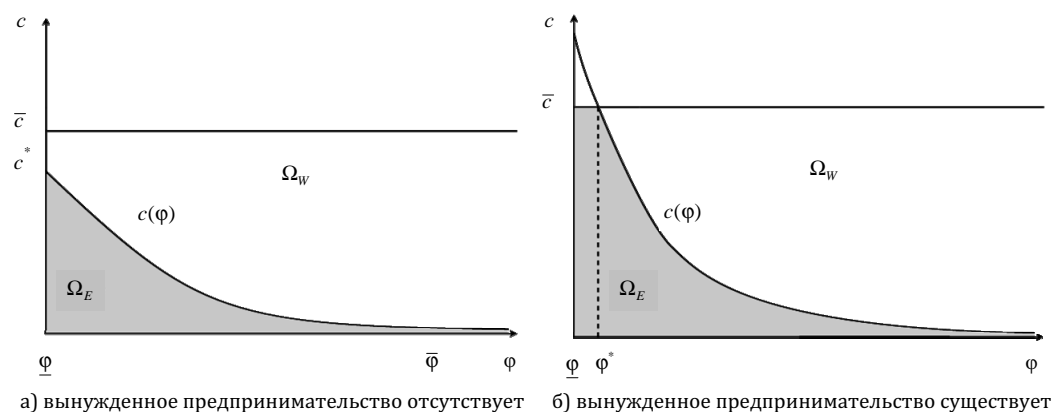 c
c̅
c*
Ω_W
c(φ)
Ω_E
φ̲ φ̅ φ
а) вынужденное предпринимательство отсутствует
c
c̅
Ω_W
c(φ)
Ω_E
φ̲ φ* φ
б) вынужденное предпринимательство существует